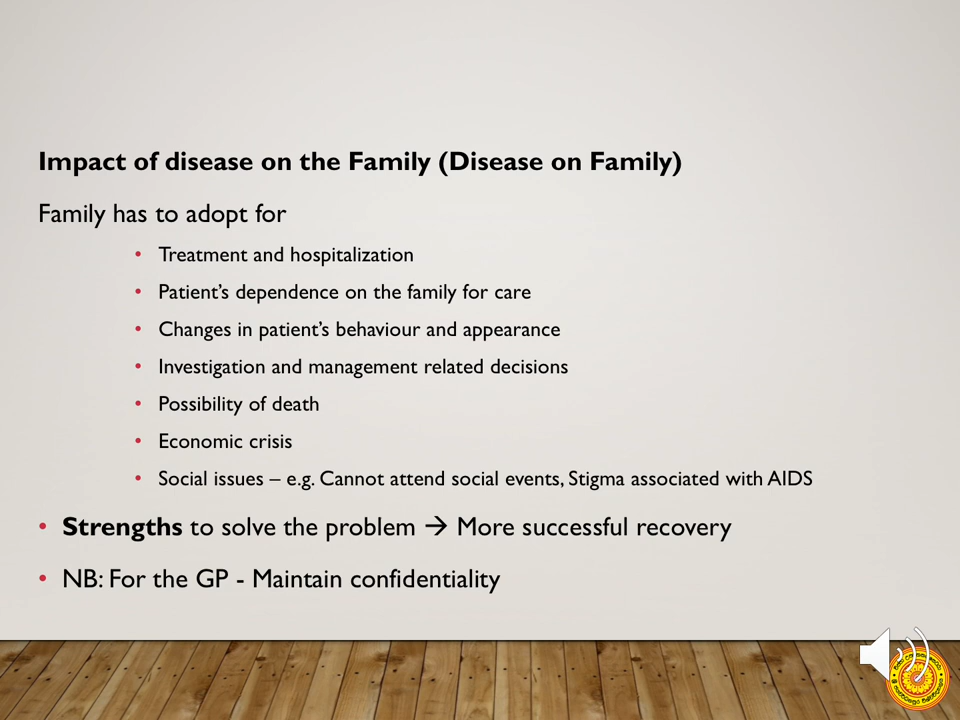 Impact of disease on the Family (Disease on Family)
Family has to adopt for
• Treatment and hospitalization
• Patient's dependence on the family for care
• Changes in patient's behaviour and appearance
• Investigation and management related decisions
• Possibility of death
• Economic crisis
• Social issues – e.g. Cannot attend social events, Stigma associated with AIDS
• Strengths to solve the problem → More successful recovery
• NB: For the GP - Maintain confidentiality